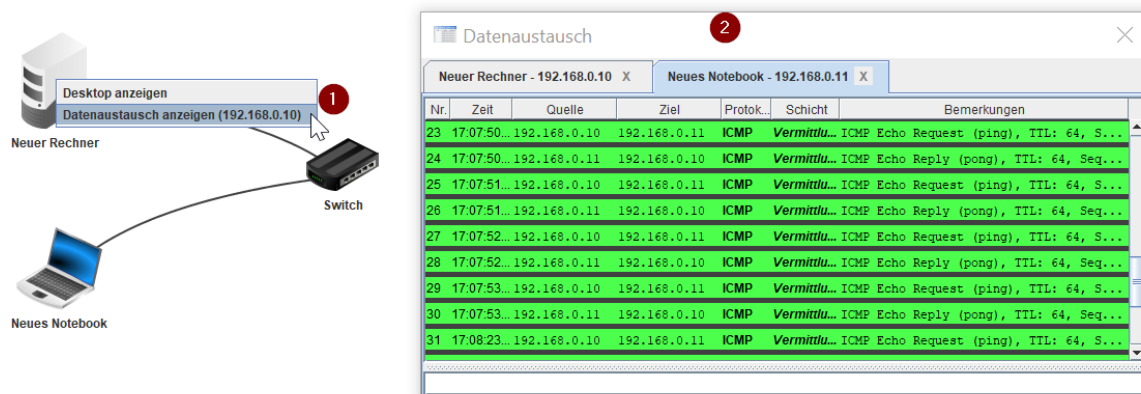 Desktop anzeigen
Datenaustausch anzeigen (192.168.0.10)
1
Neuer Rechner
Switch
Neues Notebook
Datenaustausch
2
Neuer Rechner - 192.168.0.10 X
Neues Notebook - 192.168.0.11 X
Nr. Zeit Quelle Ziel Protok... Schicht Bemerkungen
23 17:07:50... 192.168.0.10 192.168.0.11 ICMP Vermittlu... ICMP Echo Request (ping), TTL: 64, S...
24 17:07:50... 192.168.0.11 192.168.0.10 ICMP Vermittlu... ICMP Echo Reply (pong), TTL: 64, Seq...
25 17:07:51... 192.168.0.10 192.168.0.11 ICMP Vermittlu... ICMP Echo Request (ping), TTL: 64, S...
26 17:07:51... 192.168.0.11 192.168.0.10 ICMP Vermittlu... ICMP Echo Reply (pong), TTL: 64, Seq...
27 17:07:52... 192.168.0.10 192.168.0.11 ICMP Vermittlu... ICMP Echo Request (ping), TTL: 64, S...
28 17:07:52... 192.168.0.11 192.168.0.10 ICMP Vermittlu... ICMP Echo Reply (pong), TTL: 64, Seq...
29 17:07:53... 192.168.0.10 192.168.0.11 ICMP Vermittlu... ICMP Echo Request (ping), TTL: 64, S...
30 17:07:53... 192.168.0.11 192.168.0.10 ICMP Vermittlu... ICMP Echo Reply (pong), TTL: 64, Seq...
31 17:08:23... 192.168.0.10 192.168.0.11 ICMP Vermittlu... ICMP Echo Request (ping), TTL: 64, S...